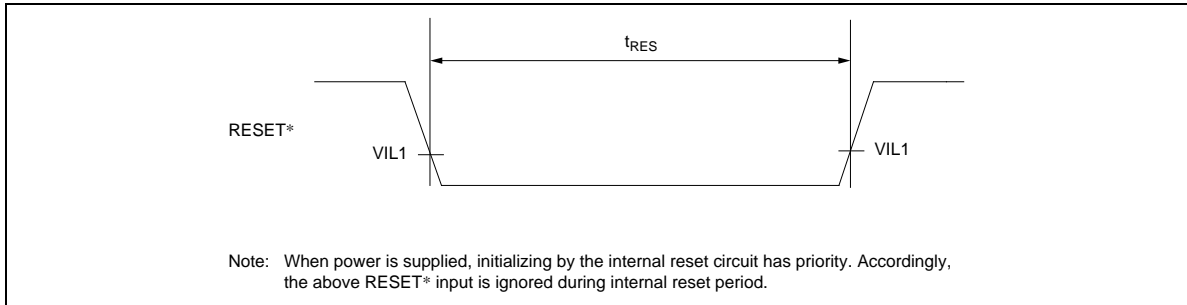 tRES
RESET*
VIL1
VIL1
Note: When power is supplied, initializing by the internal reset circuit has priority. Accordingly,
the above RESET* input is ignored during internal reset period.